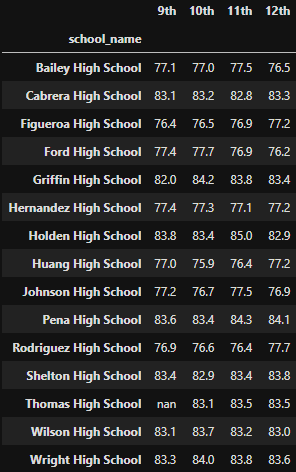 9th 10th 11th 12th
school_name
Bailey High School 77.1 77.0 77.5 76.5
Cabrera High School 83.1 83.2 82.8 83.3
Figueroa High School 76.4 76.5 76.9 77.2
Ford High School 77.4 77.7 76.9 76.2
Griffin High School 82.0 84.2 83.8 83.4
Hernandez High School 77.4 77.3 77.1 77.2
Holden High School 83.8 83.4 85.0 82.9
Huang High School 77.0 75.9 76.4 77.2
Johnson High School 77.2 76.7 77.5 76.9
Pena High School 83.6 83.4 84.3 84.1
Rodriguez High School 76.9 76.6 76.4 77.7
Shelton High School 83.4 82.9 83.4 83.8
Thomas High School nan 83.1 83.5 83.5
Wilson High School 83.1 83.7 83.2 83.0
Wright High School 83.3 84.0 83.8 83.6